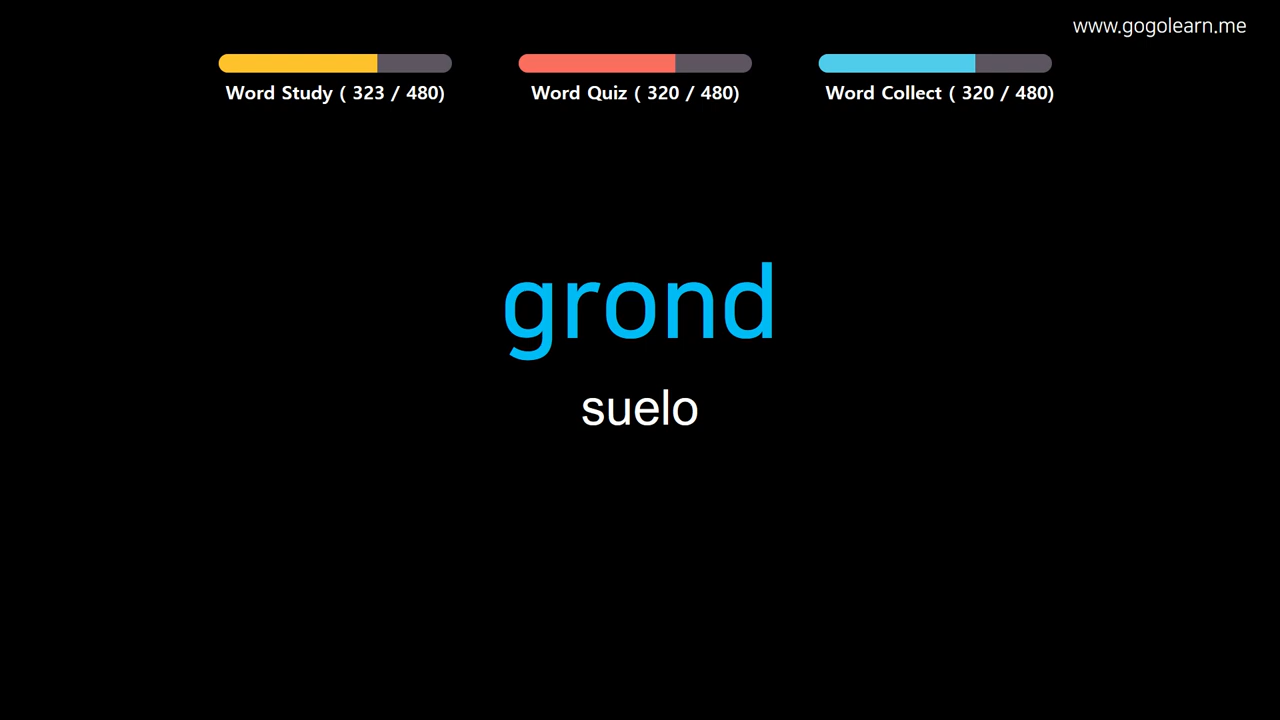 www.gogolearn.me
Word Study ( 323 / 480)
Word Quiz ( 320 / 480)
Word Collect ( 320 / 480)
grond
suelo